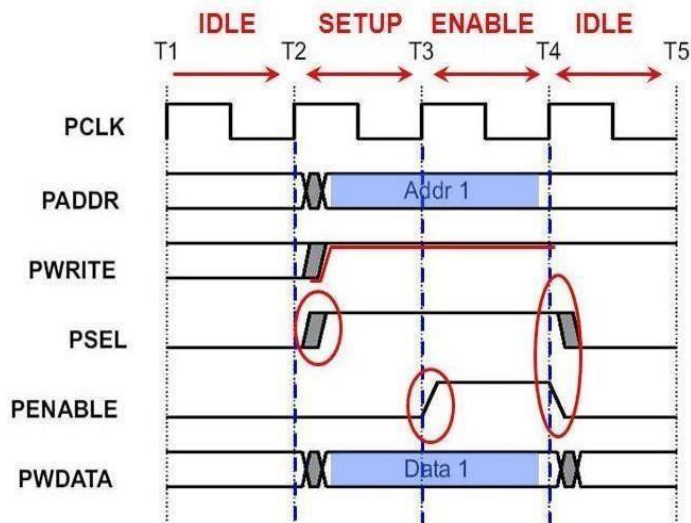 IDLE SETUP ENABLE IDLE
T1 T2 T3 T4 T5
PCLK
PADDR Addr 1
PWRITE
PSEL
PENABLE
PWDATA Data 1